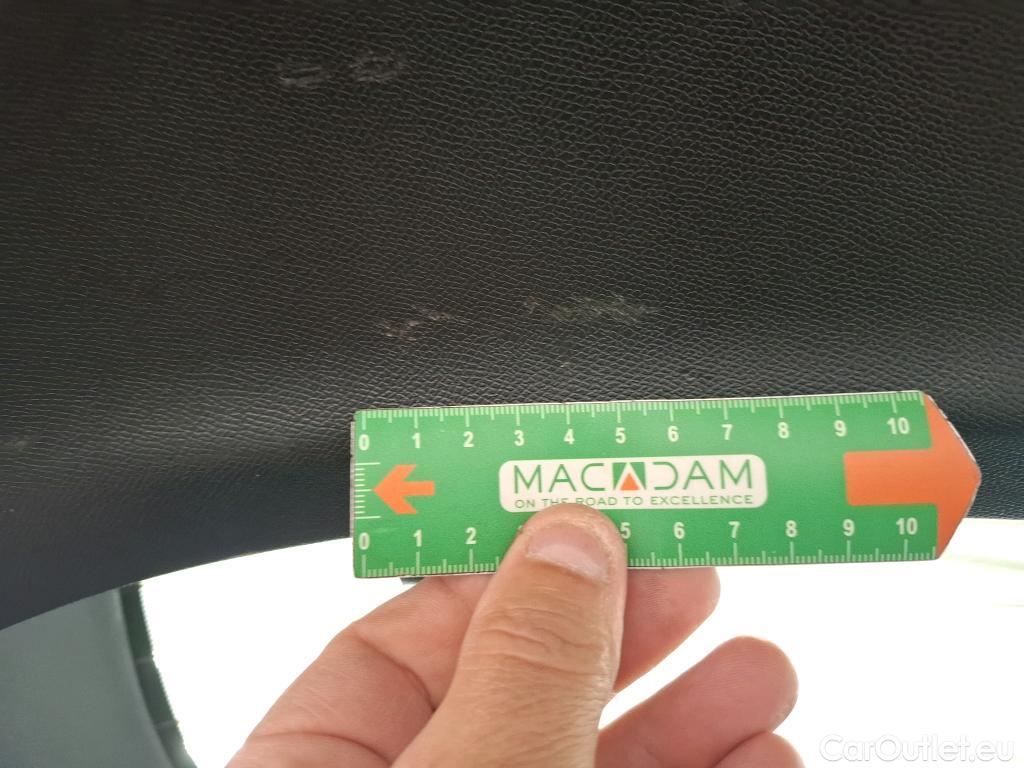 0 1 2 3 4 5 6 7 8 9 10
MACADAM
ON THE ROAD TO EXCELLENCE
0 1 2 5 6 7 8 9 10
CarOutlet.eu